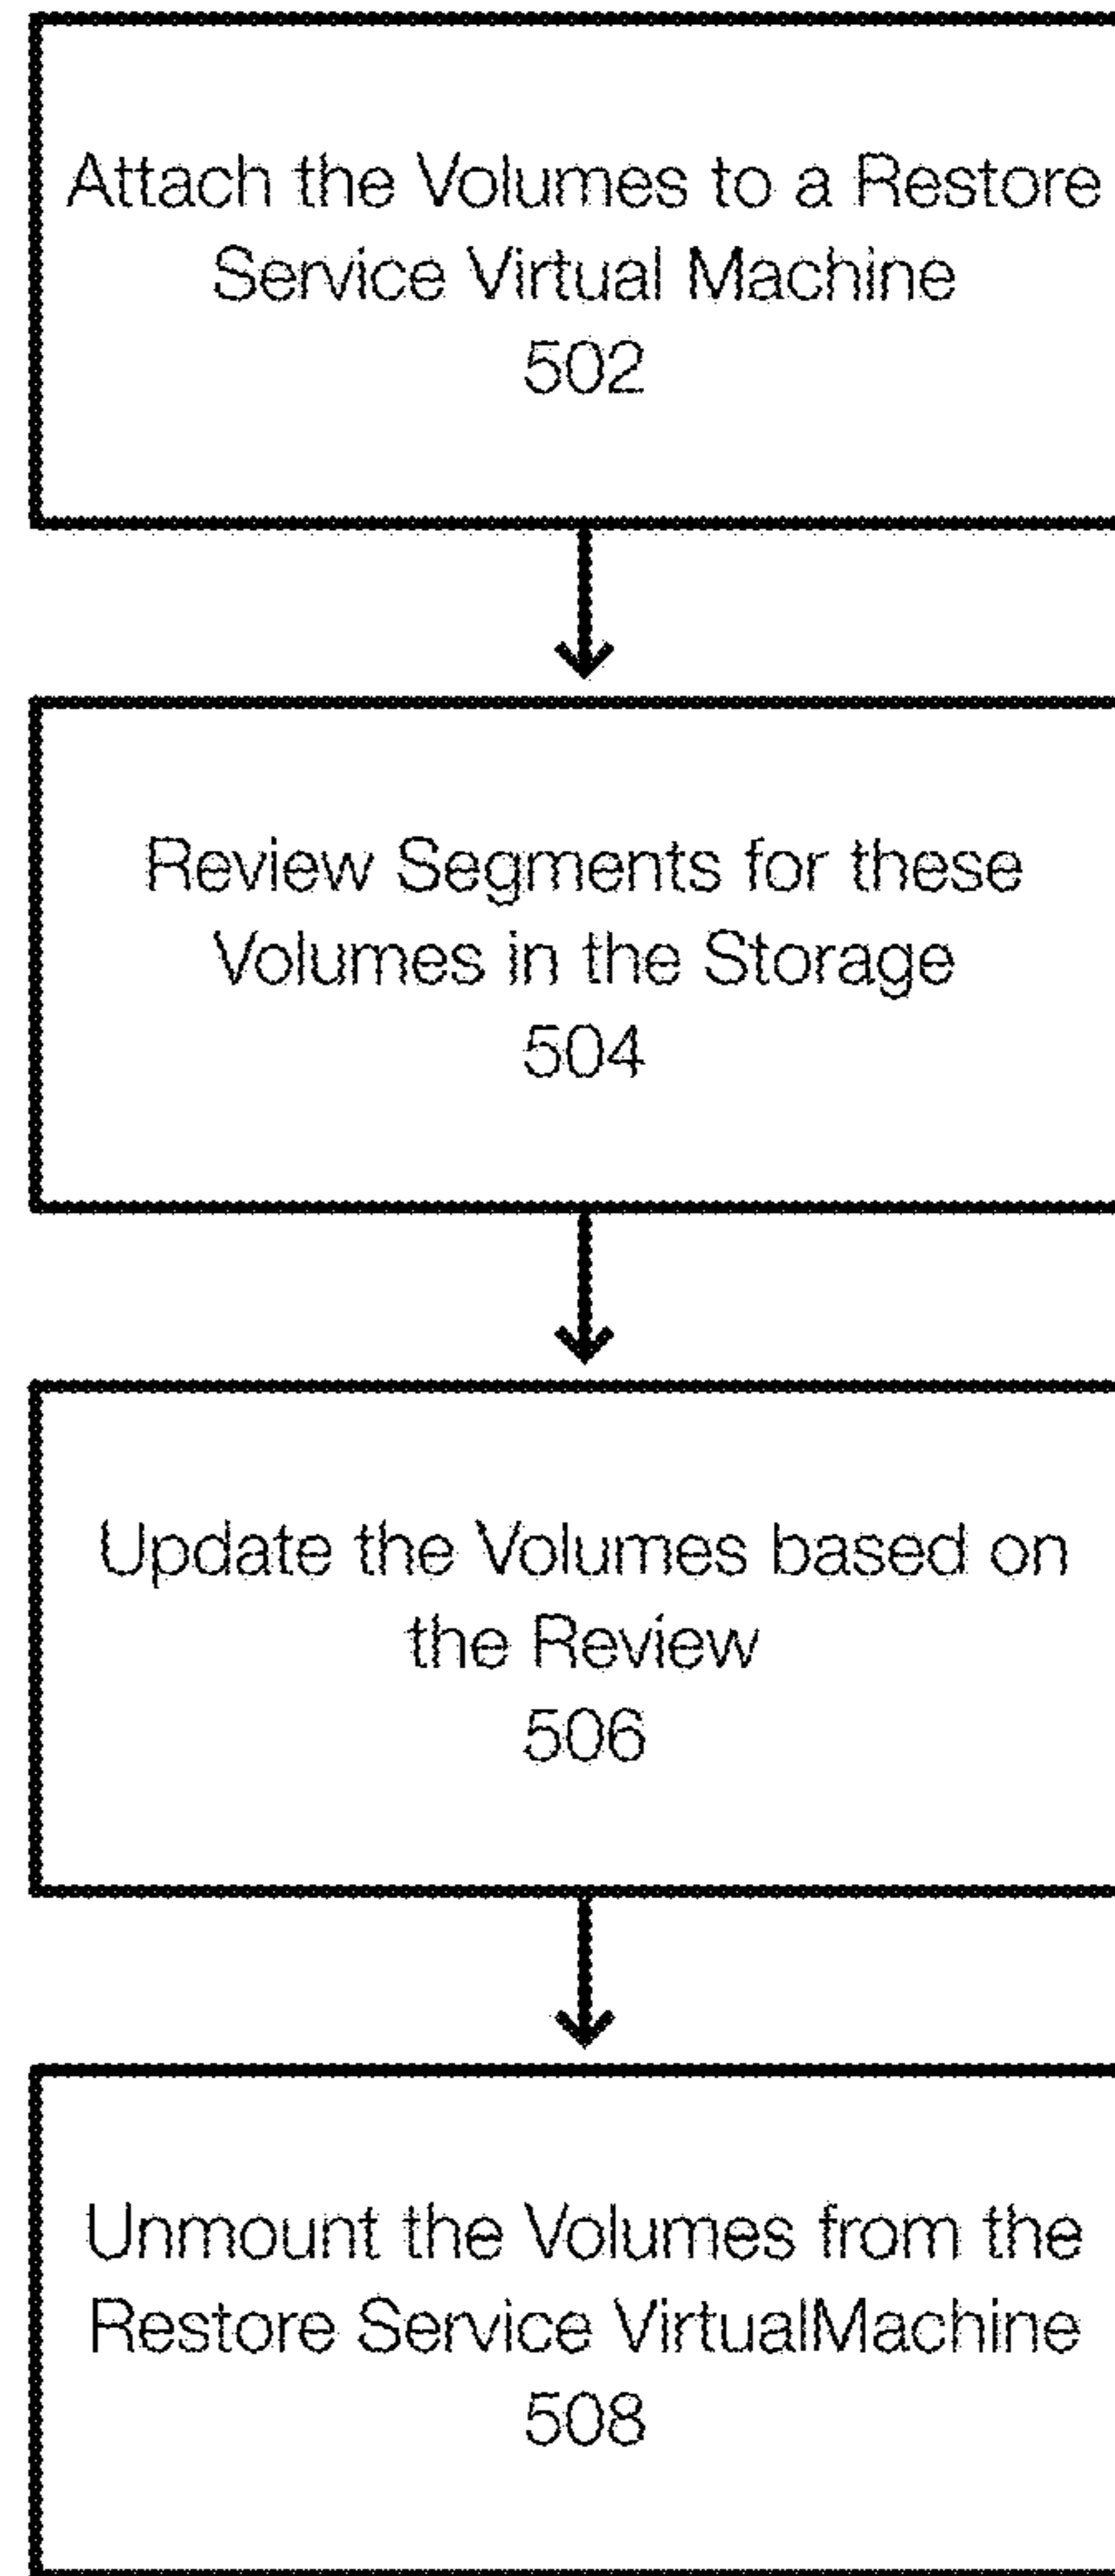 Attach the Volumes to a Restore
Service Virtual Machine
502
Review Segments for these
Volumes in the Storage
504
Update the Volumes based on
the Review
506
Unmount the Volumes from the
Restore Service VirtualMachine
508